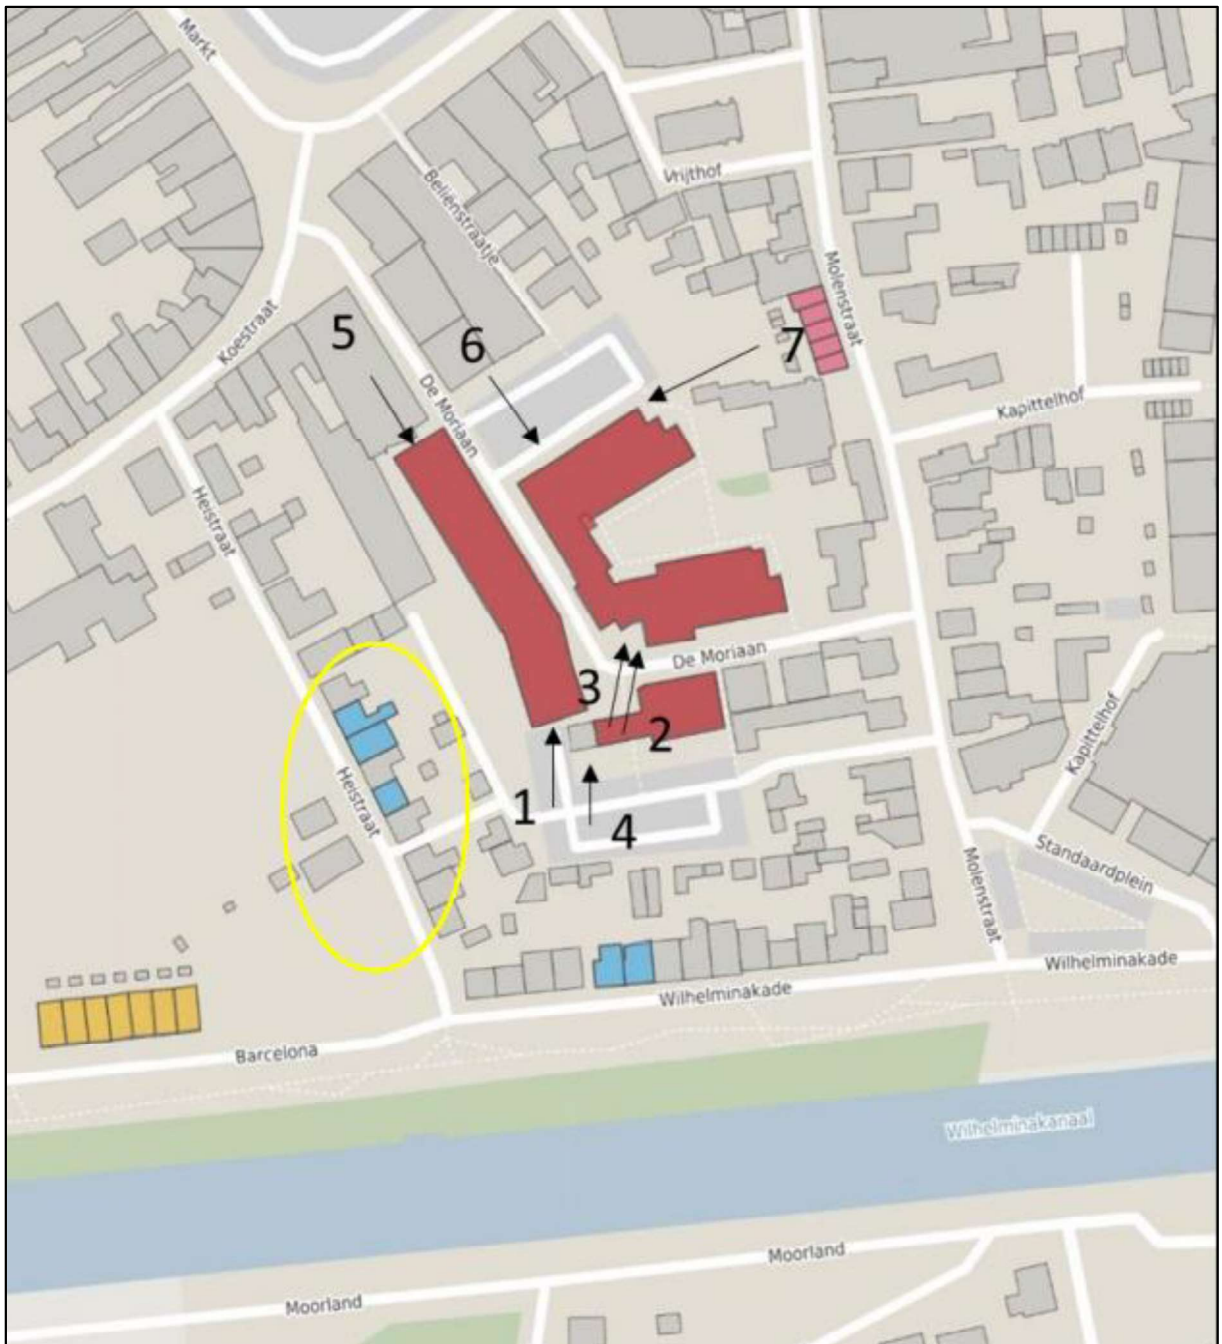 Markt
Beliënstraatje
Vrijthof
Molenstraat
Koestraat
5
6
7
De Moriaan
Kapittelhof
Heistraat
3
De Moriaan
2
Kapittelhof
Heistraat
1
4
Standaardplein
Molenstraat
Wilhelminakade
Wilhelminakade
Barcelona
Wilhelminakanaal
Moorland
Moorland